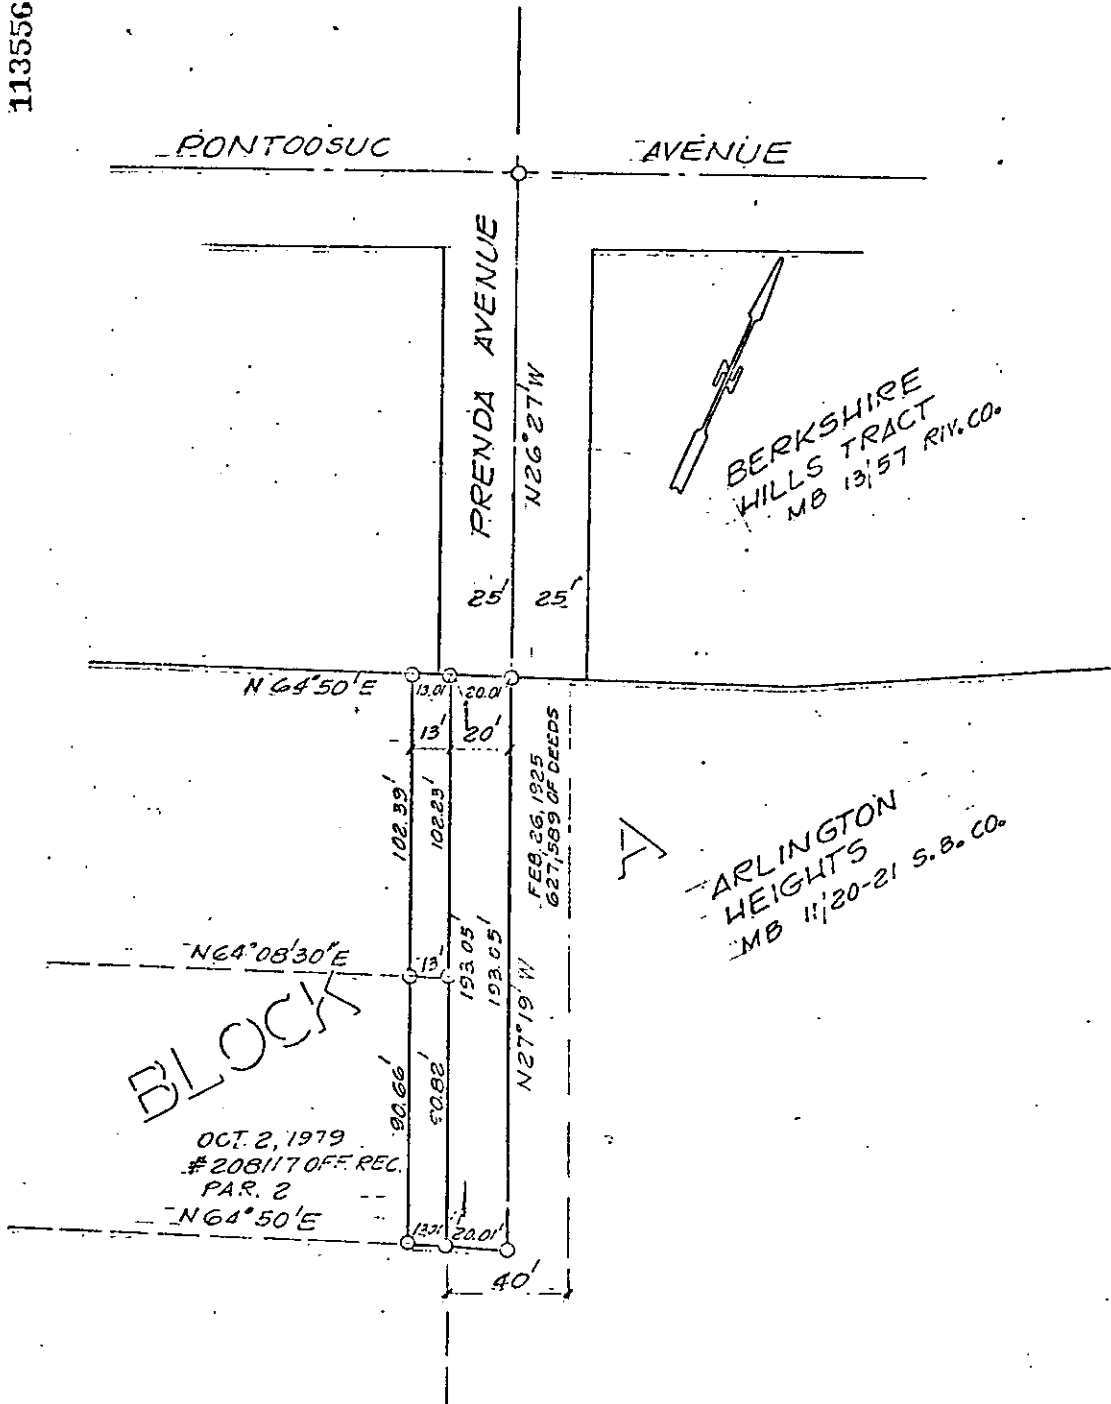 113556
PONTOOSUC AVENUE
PRENDA AVENUE
N26°27'W
BERKSHIRE
HILLS TRACT
MB 13/57 RIV. CO.
25' 25'
N 64°50'E
13.01 20.01
13' 20'
102.39'
102.23'
FEB. 26, 1925
627/589 OF DEEDS
A
ARLINGTON
HEIGHTS
MB 11/20-21 S.B. CO.
N64°08'30"E
13'
193.05'
193.05'
N27°19'W
BLOCK
90.66'
OCT. 2, 1979
#208117 OFF. REC.
PAR. 2
N64°50'E
13.01 20.01'
40'